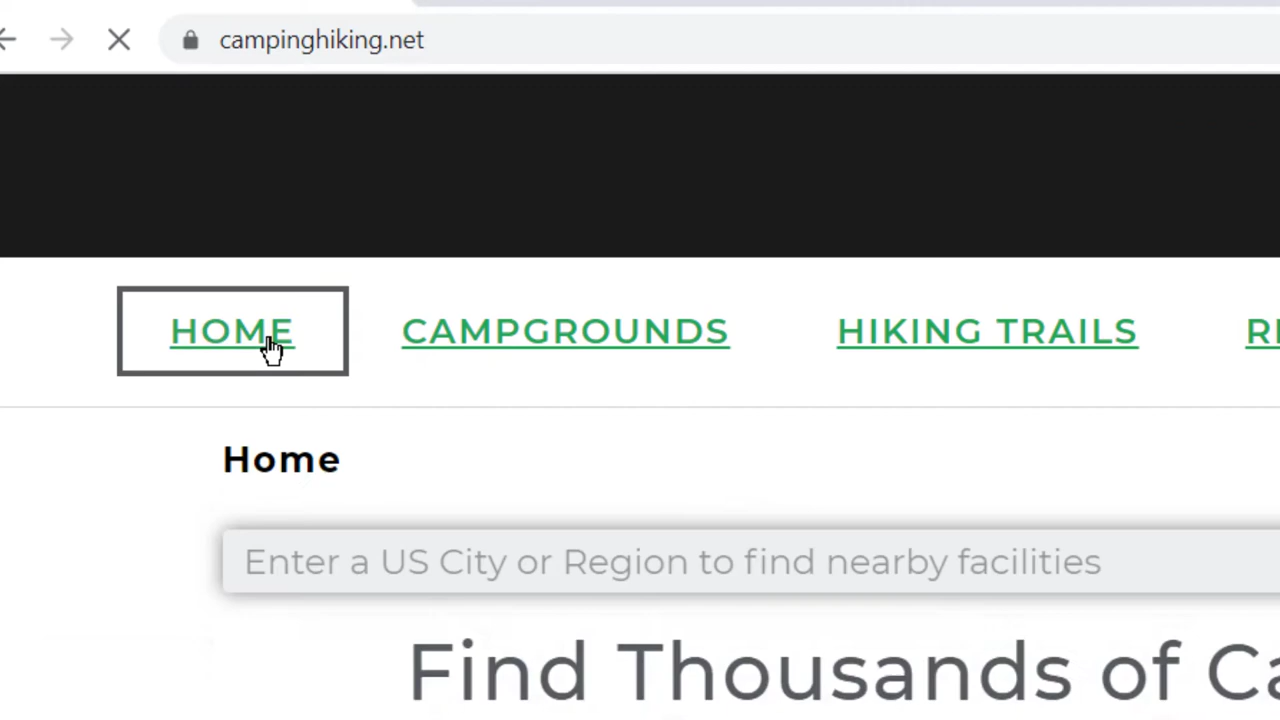 campinghiking.net
HOME CAMPGROUNDS HIKING TRAILS
Home
Enter a US City or Region to find nearby facilities
Find Thousands of